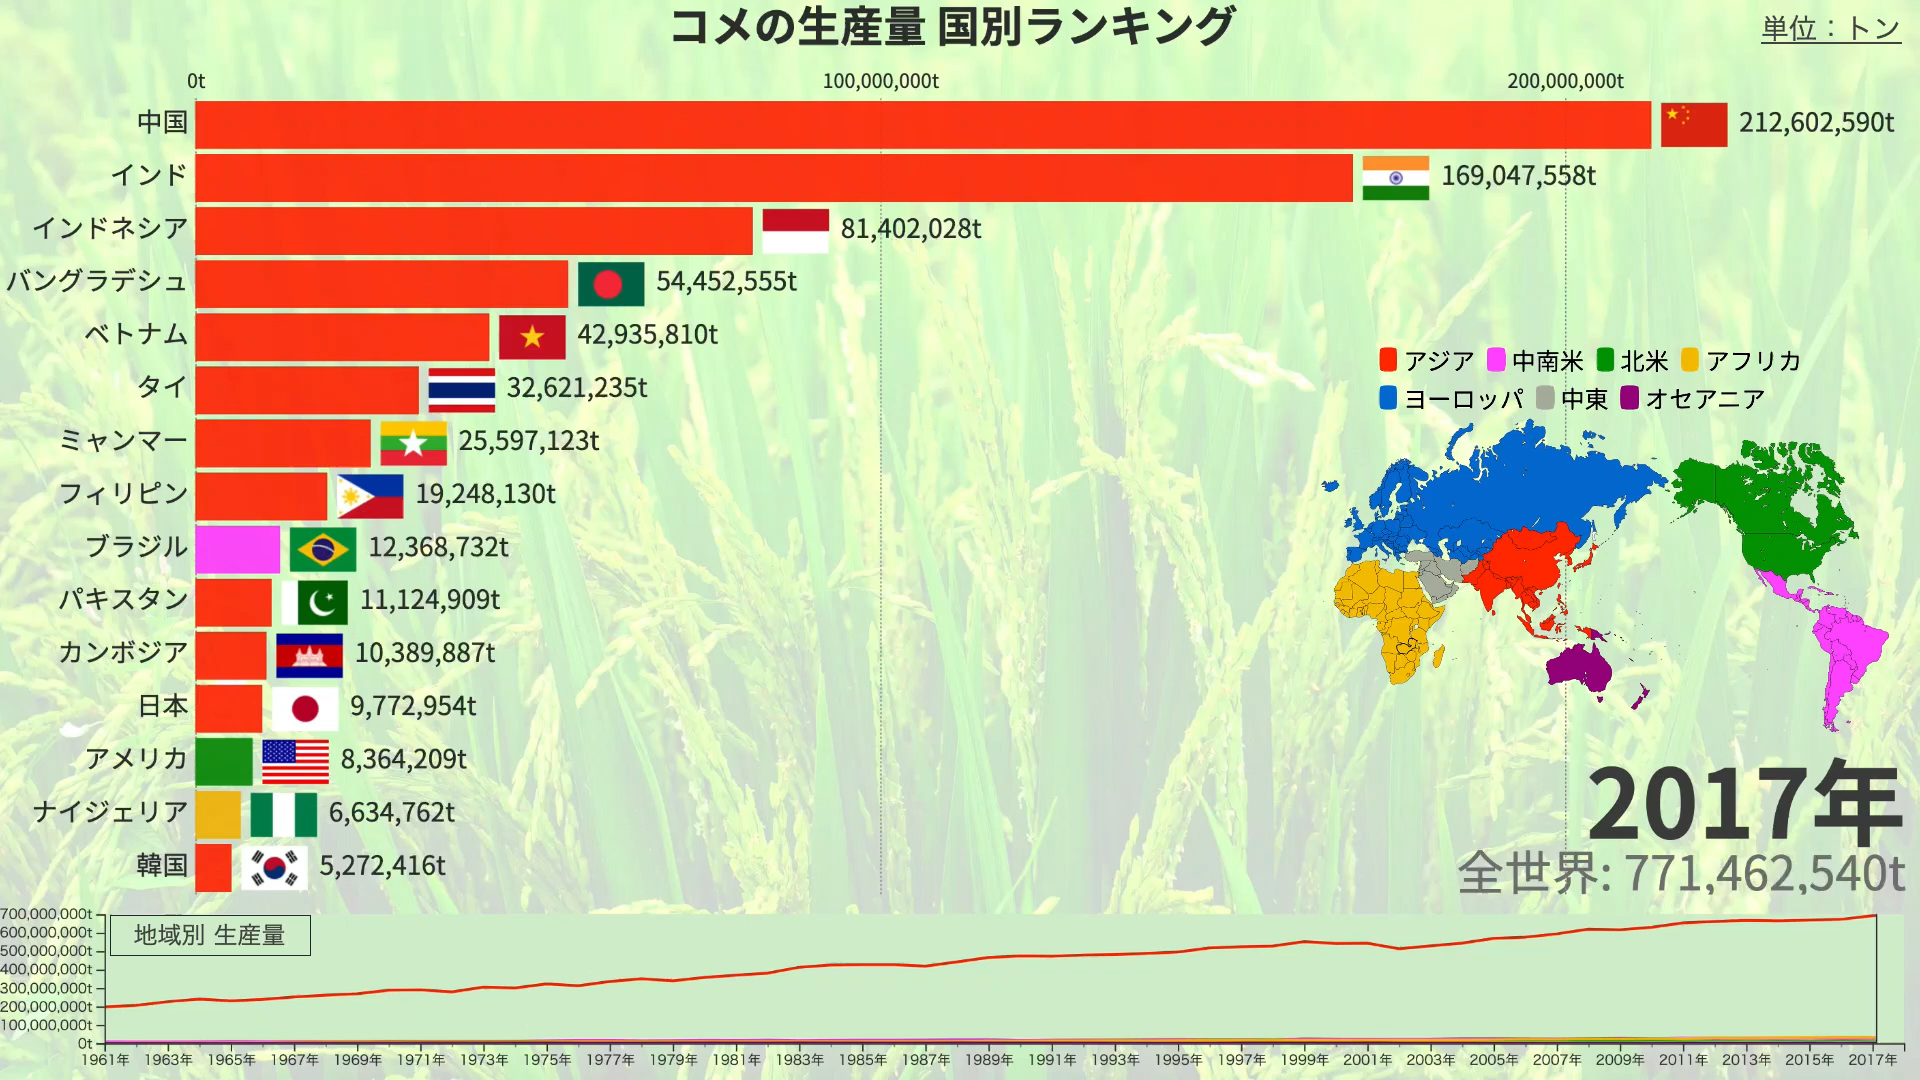 コメの生産量 国別ランキング
単位：トン
0t 100,000,000t 200,000,000t
中国 212,602,590t
インド 169,047,558t
インドネシア 81,402,028t
バングラデシュ 54,452,555t
ベトナム 42,935,810t
タイ 32,621,235t
ミャンマー 25,597,123t
フィリピン 19,248,130t
ブラジル 12,368,732t
パキスタン 11,124,909t
カンボジア 10,389,887t
日本 9,772,954t
アメリカ 8,364,209t
ナイジェリア 6,634,762t
韓国 5,272,416t
アジア 中南米 北米 アフリカ
ヨーロッパ 中東 オセアニア
2017年
全世界: 771,462,540t
地域別 生産量
700,000,000t
600,000,000t
500,000,000t
400,000,000t
300,000,000t
200,000,000t
100,000,000t
0t
1961年 1963年 1965年 1967年 1969年 1971年 1973年 1975年 1977年 1979年 1981年 1983年 1985年 1987年 1989年 1991年 1993年 1995年 1997年 1999年 2001年 2003年 2005年 2007年 2009年 2011年 2013年 2015年 2017年